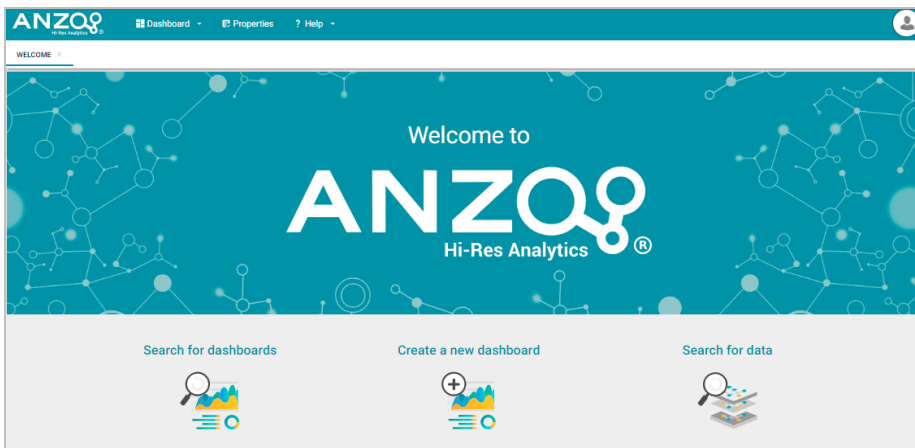 ANZO ®
Hi-Res Analytics
Dashboard
Properties
? Help
WELCOME ×
Welcome to
ANZO
Hi-Res Analytics ®
Search for dashboards
Create a new dashboard
Search for data